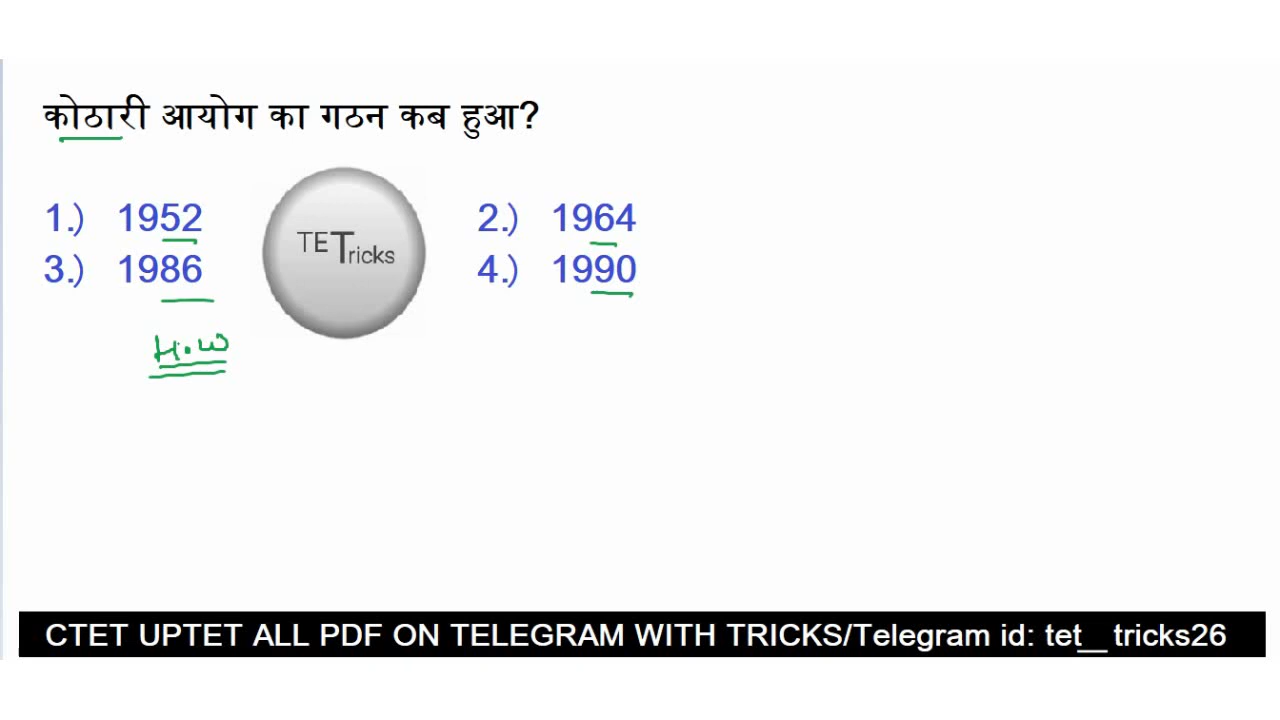 कोठारी आयोग का गठन कब हुआ?
1.) 1952 2.) 1964
TETricks
3.) 1986 4.) 1990
H.W
CTET UPTET ALL PDF ON TELEGRAM WITH TRICKS/Telegram id: tet__tricks26